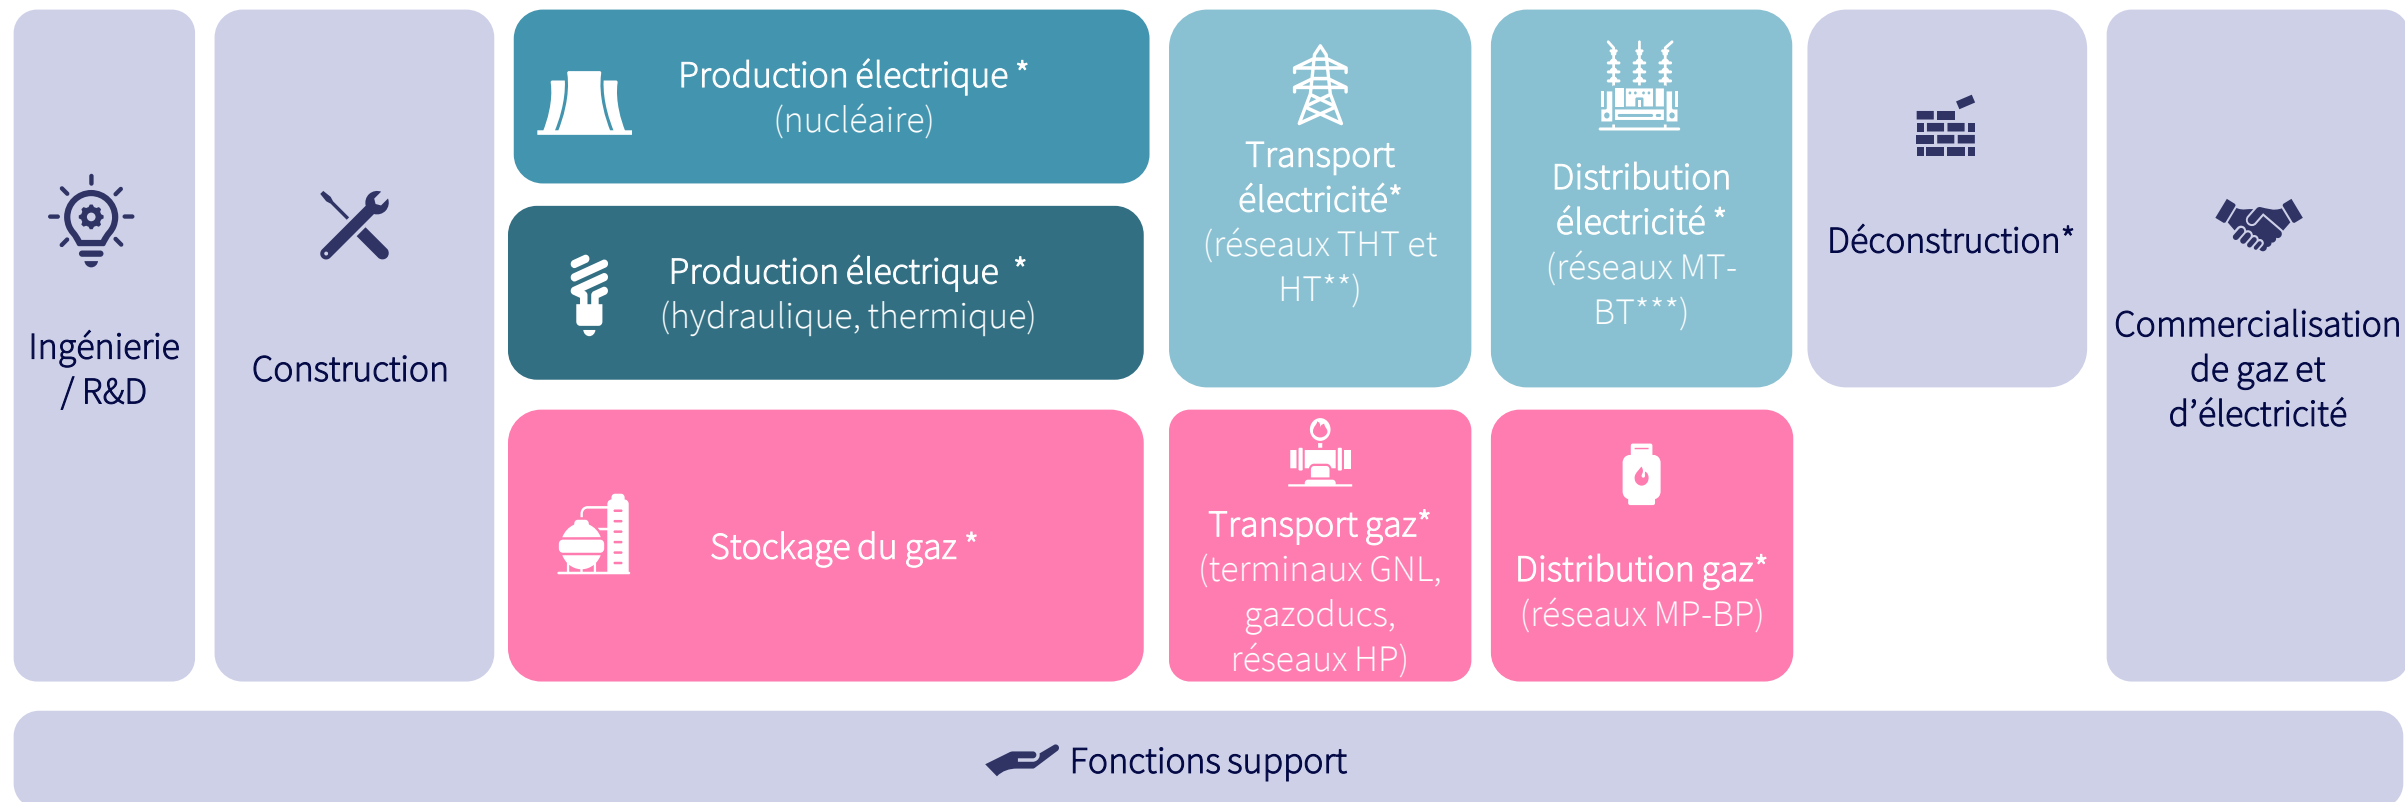 Ingénierie
/ R&D
Construction
Production électrique *
(nucléaire)
Production électrique *
(hydraulique, thermique)
Stockage du gaz *
Transport
électricité*
(réseaux THT et
HT**)
Transport gaz*
(terminaux GNL,
gazoducs,
réseaux HP)
Distribution
électricité *
(réseaux MT-
BT***)
Distribution gaz*
(réseaux MP-BP)
Déconstruction*
Commercialisation
de gaz et
d’électricité
Fonctions support